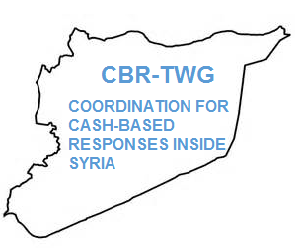 CBR-TWG
COORDINATION FOR
CASH-BASED
RESPONSES INSIDE
SYRIA